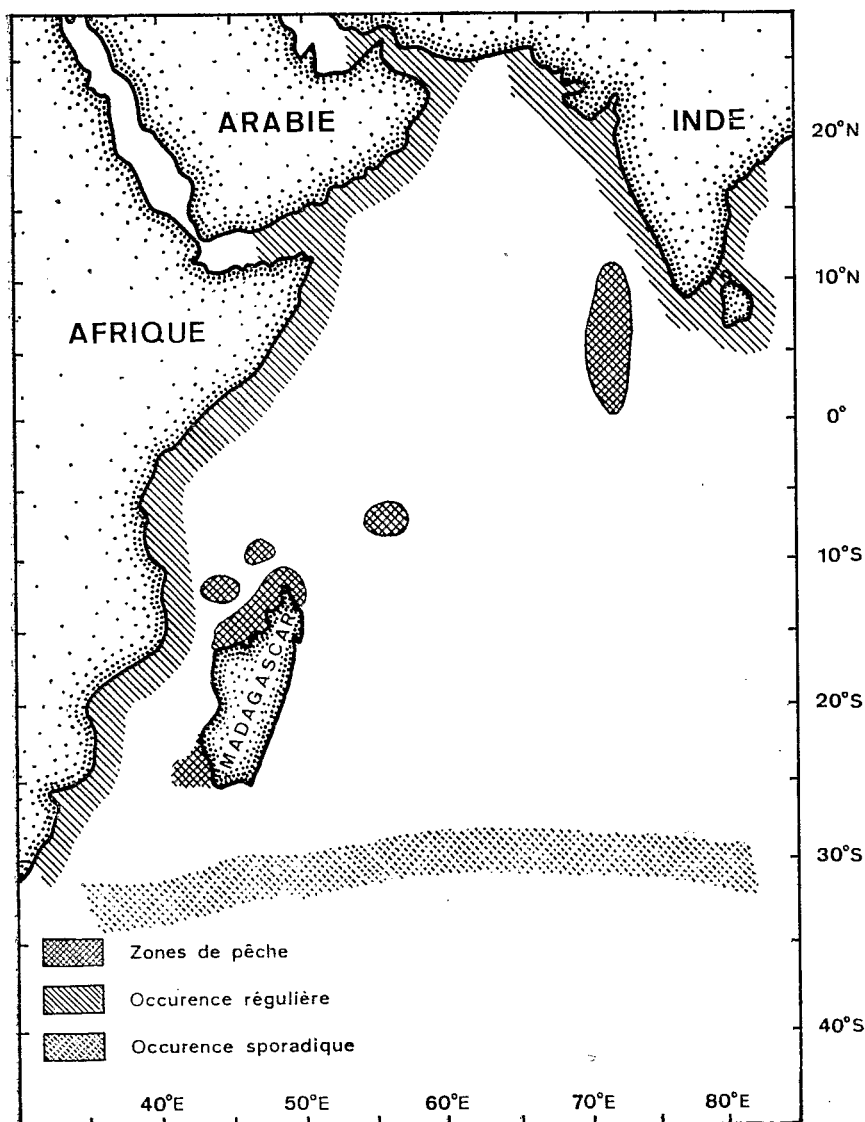 ARABIE
INDE
20°N
10°N
AFRIQUE
0°
10°S
MADAGASCAR
20°S
30°S
Zones de pêche
Occurence régulière
Occurence sporadique
40°S
40°E 50°E 60°E 70°E 80°E